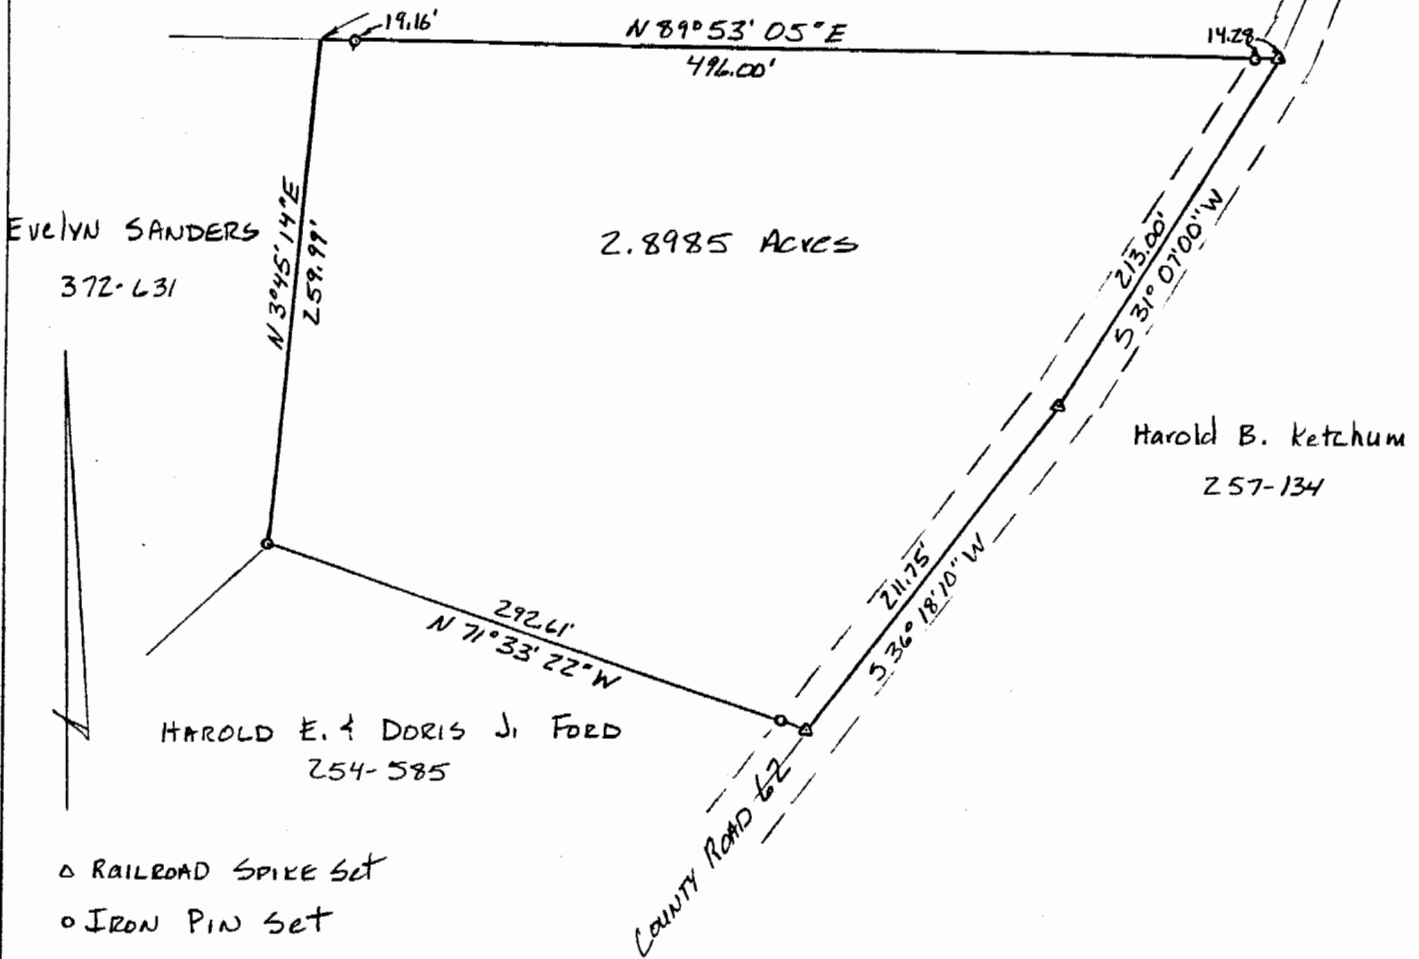 19.16'
N 89° 53' 05" E
14.28
496.00'
Evelyn SANDERS
372-631
N 3°45'14"E
259.99'
2.8985 Acres
213.00'
S 31° 07'00" W
Harold B. Ketchum
257-134
211.75'
S 36° 18'10" W
292.61'
N 71°33'22" W
HAROLD E. & DORIS J. FORD
254-585
COUNTY ROAD 62
△ RAILROAD SPIKE Set
○ IRON PIN Set